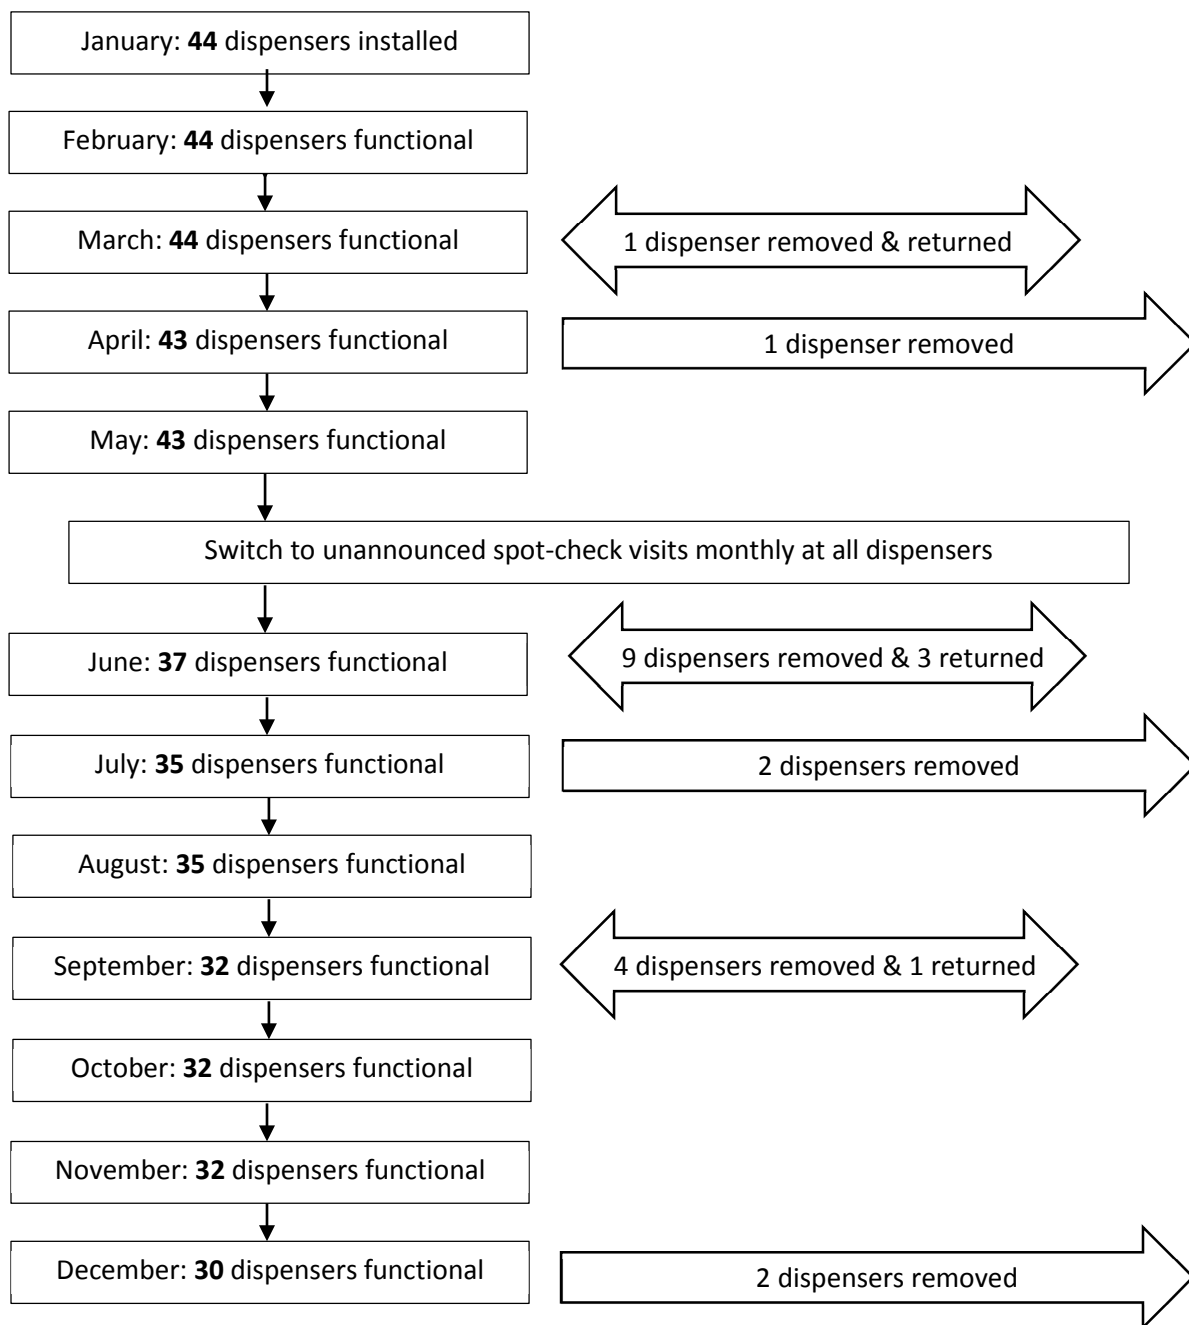 January: 44 dispensers installed
February: 44 dispensers functional
March: 44 dispensers functional
1 dispenser removed & returned
April: 43 dispensers functional
1 dispenser removed
May: 43 dispensers functional
Switch to unannounced spot-check visits monthly at all dispensers
June: 37 dispensers functional
9 dispensers removed & 3 returned
July: 35 dispensers functional
2 dispensers removed
August: 35 dispensers functional
September: 32 dispensers functional
4 dispensers removed & 1 returned
October: 32 dispensers functional
November: 32 dispensers functional
December: 30 dispensers functional
2 dispensers removed